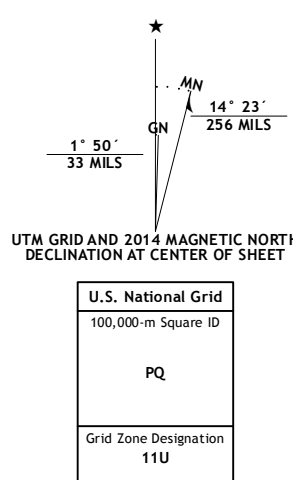 ★
MN
GN
14° 23´
256 MILS
1° 50´
33 MILS
UTM GRID AND 2014 MAGNETIC NORTH
DECLINATION AT CENTER OF SHEET
U.S. National Grid
100,000-m Square ID
PQ
Grid Zone Designation
11U